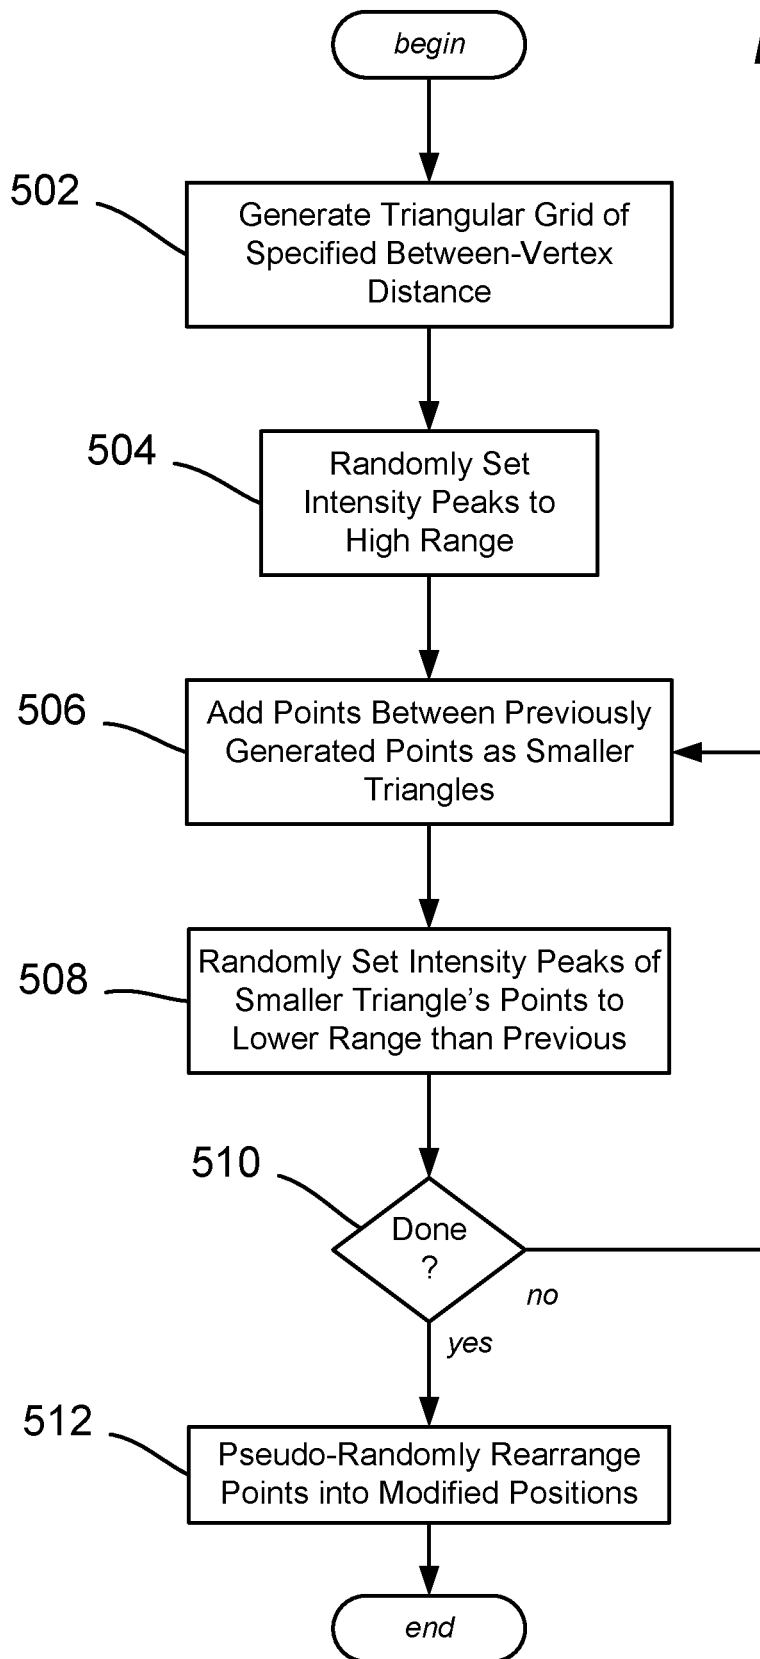 begin
502
Generate Triangular Grid of
Specified Between-Vertex
Distance
504
Randomly Set
Intensity Peaks to
High Range
506
Add Points Between Previously
Generated Points as Smaller
Triangles
508
Randomly Set Intensity Peaks of
Smaller Triangle's Points to
Lower Range than Previous
510
Done
?
no
yes
512
Pseudo-Randomly Rearrange
Points into Modified Positions
end